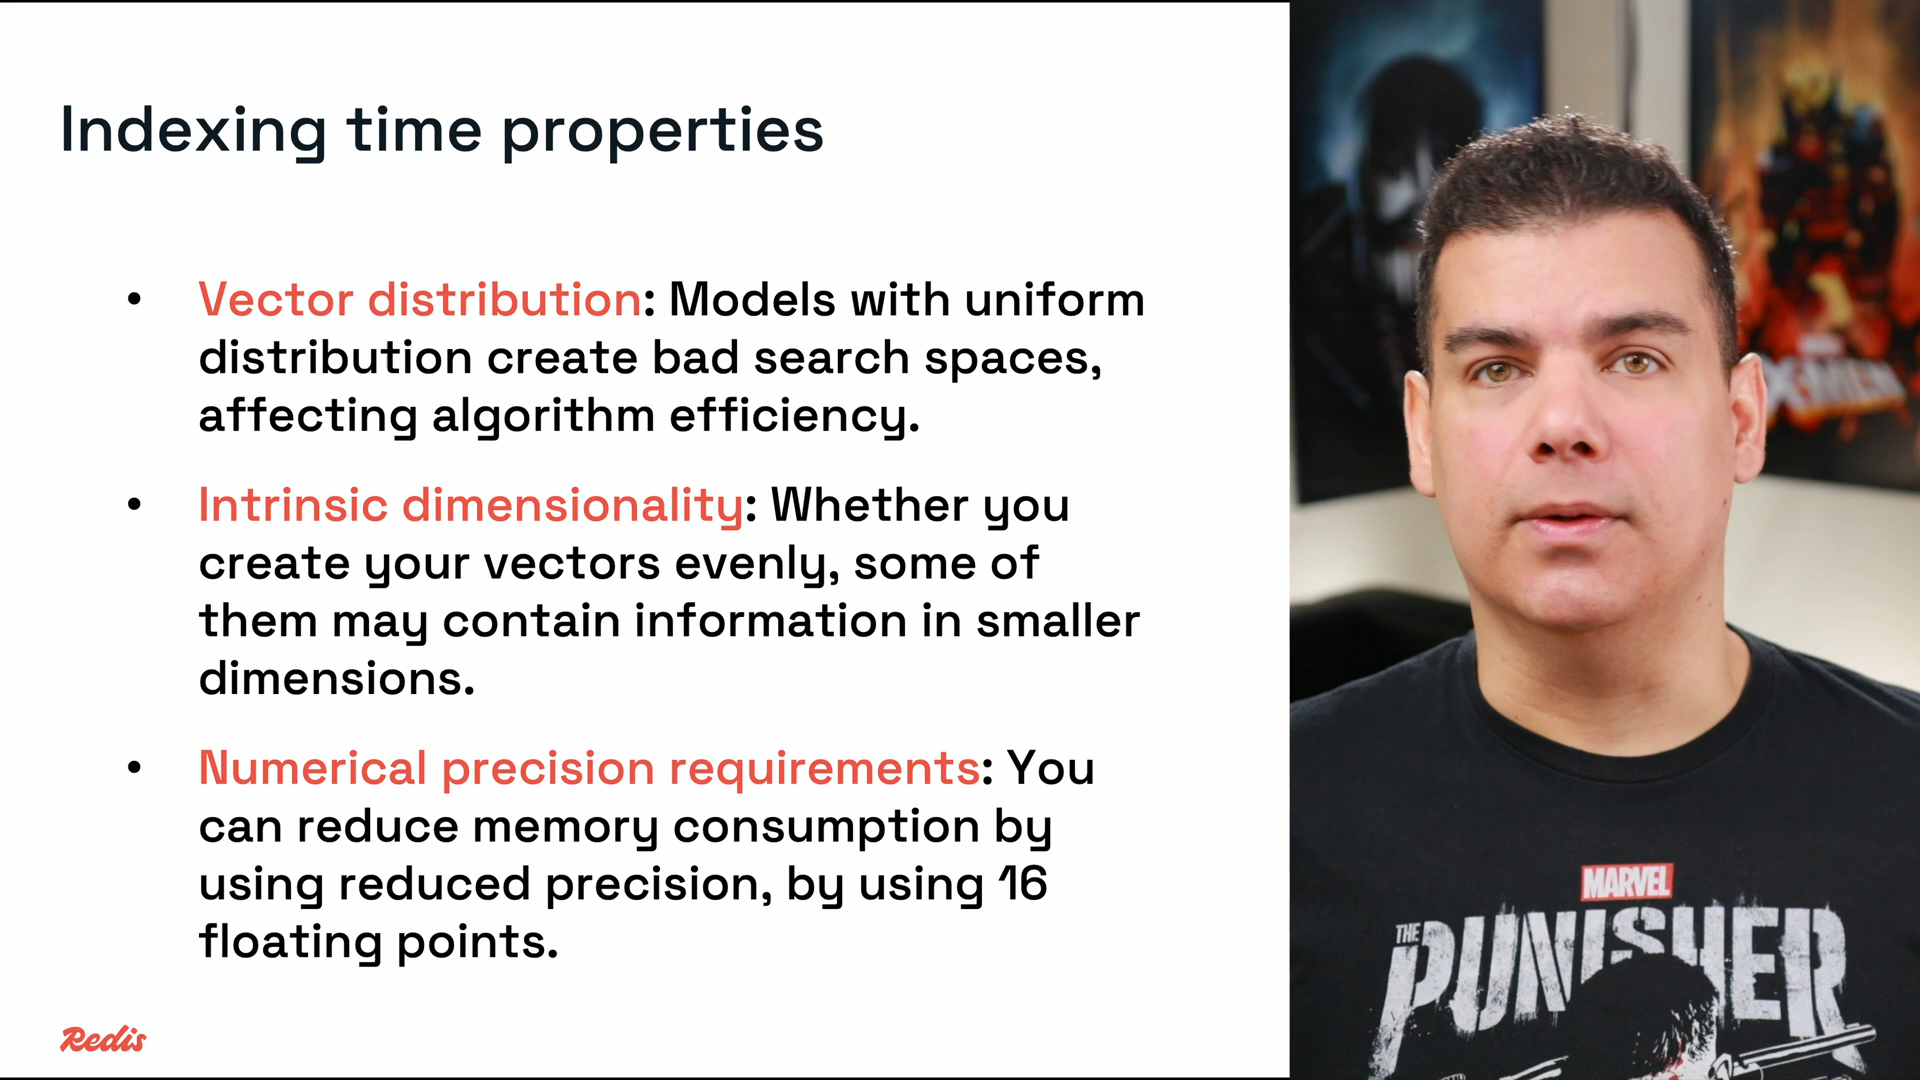 Indexing time properties
• Vector distribution: Models with uniform
distribution create bad search spaces,
affecting algorithm efficiency.
• Intrinsic dimensionality: Whether you
create your vectors evenly, some of
them may contain information in smaller
dimensions.
• Numerical precision requirements: You
can reduce memory consumption by
using reduced precision, by using 16
floating points.
Redis
X-MEN
MARVEL
THE PUNISHER